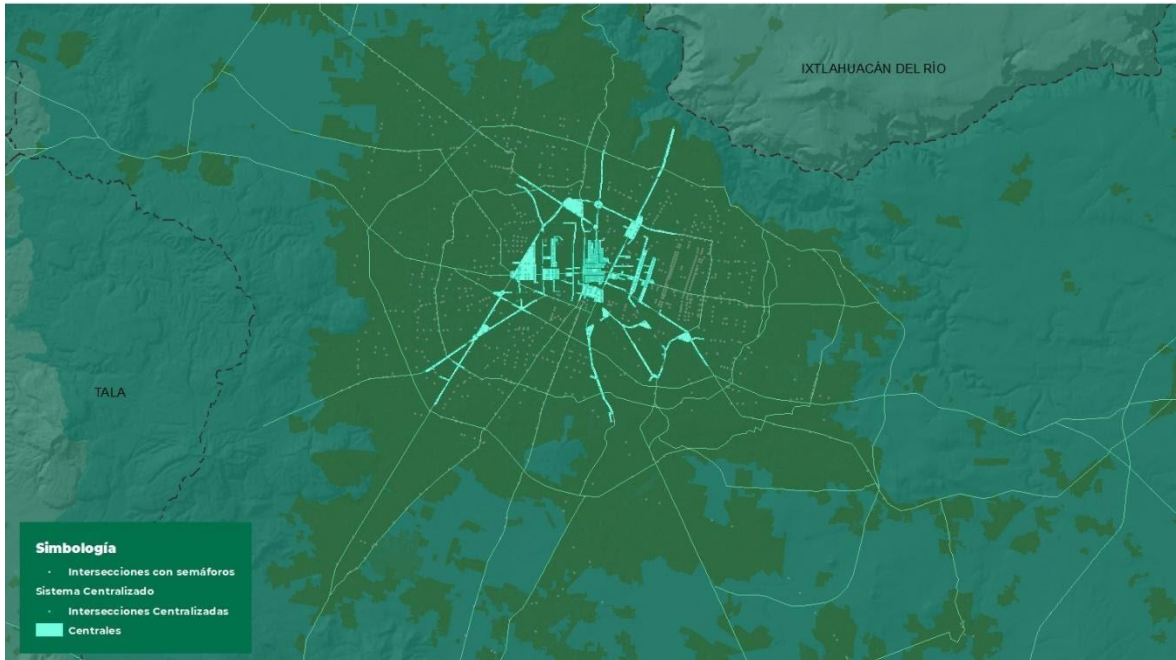 IXTLAHUACÁN DEL RÍO
TALA
Simbología
Intersecciones con semáforos
Sistema Centralizado
Intersecciones Centralizadas
Centrales